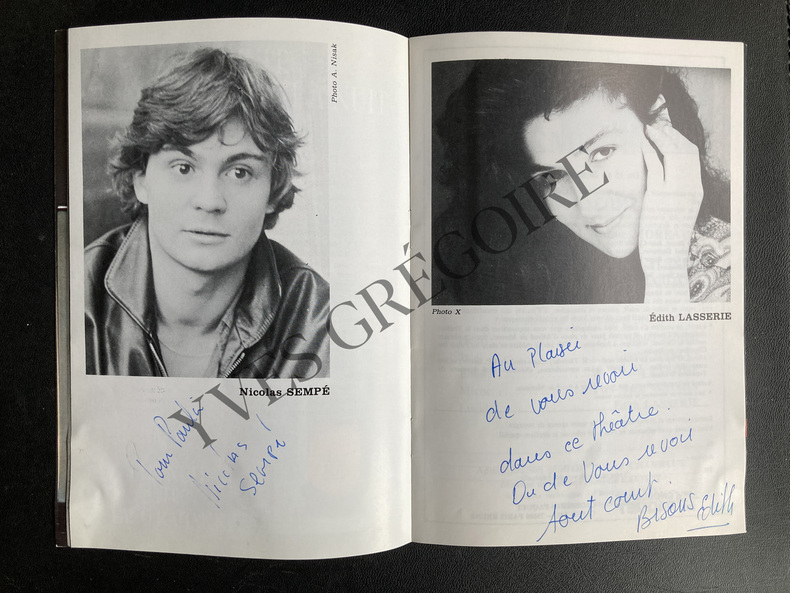 Photo A. Nisak
Nicolas SEMPÉ
Pour
Nicolas
SEMPÉ
Photo X
Édith LASSERIE
Au Plaisir
de vous revoir
dans ce théâtre.
Ou de Vous revoir
tout court.
Bisous Edith
YVES GRÉGOIRE